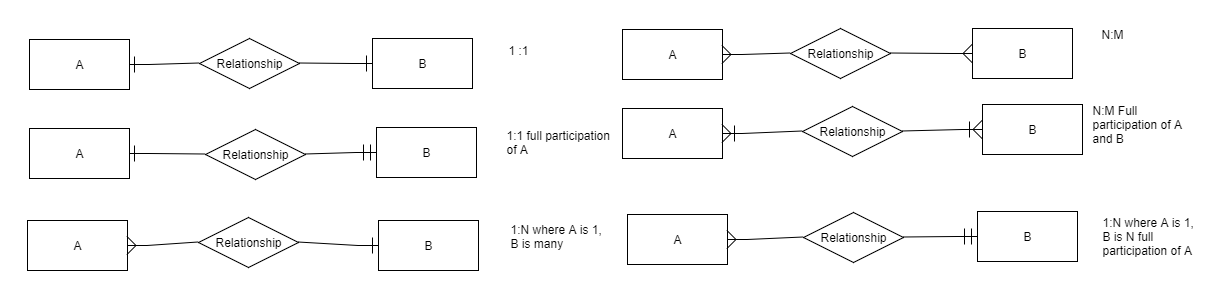 A
Relationship
B
1 :1
A
Relationship
B
N:M
A
Relationship
B
1:1 full participation
of A
A
Relationship
B
N:M Full
participation of A
and B
A
Relationship
B
1:N where A is 1,
B is many
A
Relationship
B
1:N where A is 1,
B is N full
participation of A